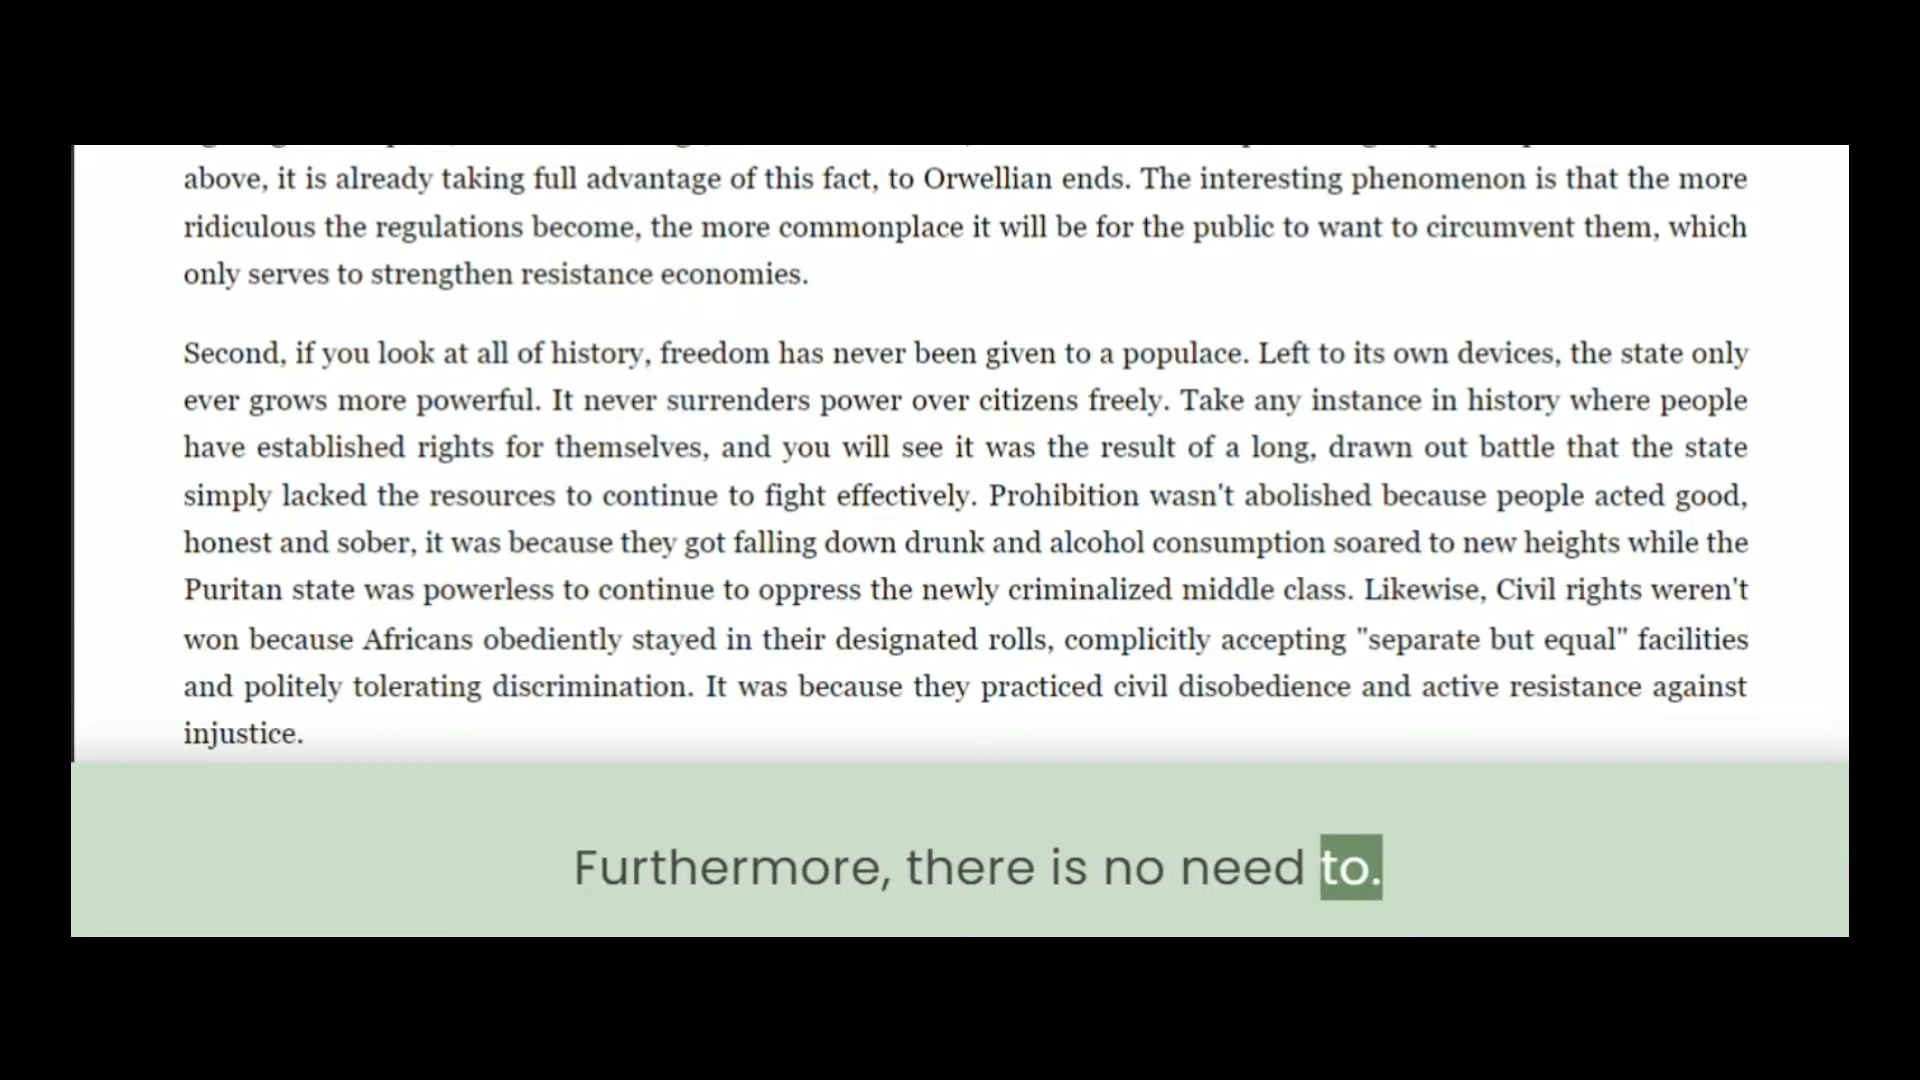 above, it is already taking full advantage of this fact, to Orwellian ends. The interesting phenomenon is that the more
ridiculous the regulations become, the more commonplace it will be for the public to want to circumvent them, which
only serves to strengthen resistance economies.
Second, if you look at all of history, freedom has never been given to a populace. Left to its own devices, the state only
ever grows more powerful. It never surrenders power over citizens freely. Take any instance in history where people
have established rights for themselves, and you will see it was the result of a long, drawn out battle that the state
simply lacked the resources to continue to fight effectively. Prohibition wasn't abolished because people acted good,
honest and sober, it was because they got falling down drunk and alcohol consumption soared to new heights while the
Puritan state was powerless to continue to oppress the newly criminalized middle class. Likewise, Civil rights weren't
won because Africans obediently stayed in their designated rolls, complicitly accepting "separate but equal" facilities
and politely tolerating discrimination. It was because they practiced civil disobedience and active resistance against
injustice.
Furthermore, there is no need to.